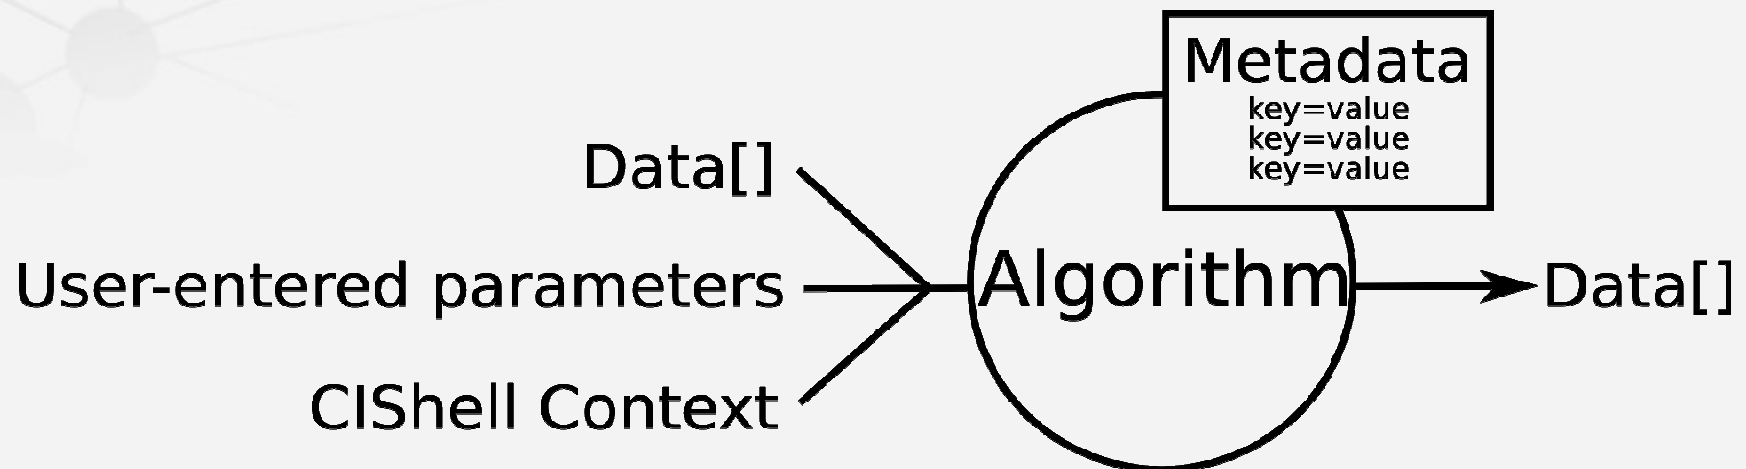 Metadata
key=value
key=value
key=value
Data[]
User-entered parameters
CIShell Context
Algorithm
Data[]